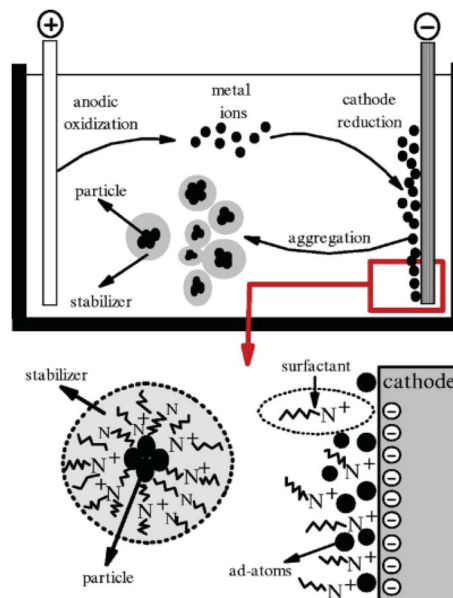 +
−
anodic
oxidization
metal
ions
cathode
reduction
particle
aggregation
stabilizer
stabilizer
surfactant
cathode
N⁺
N
N
N⁺
N
N⁺
N⁺
N⁺
N⁺
N⁺
N⁺
N⁺
N⁺
N⁺
N⁺
N⁺
−
−
−
−
−
−
−
−
−
ad-atoms
particle